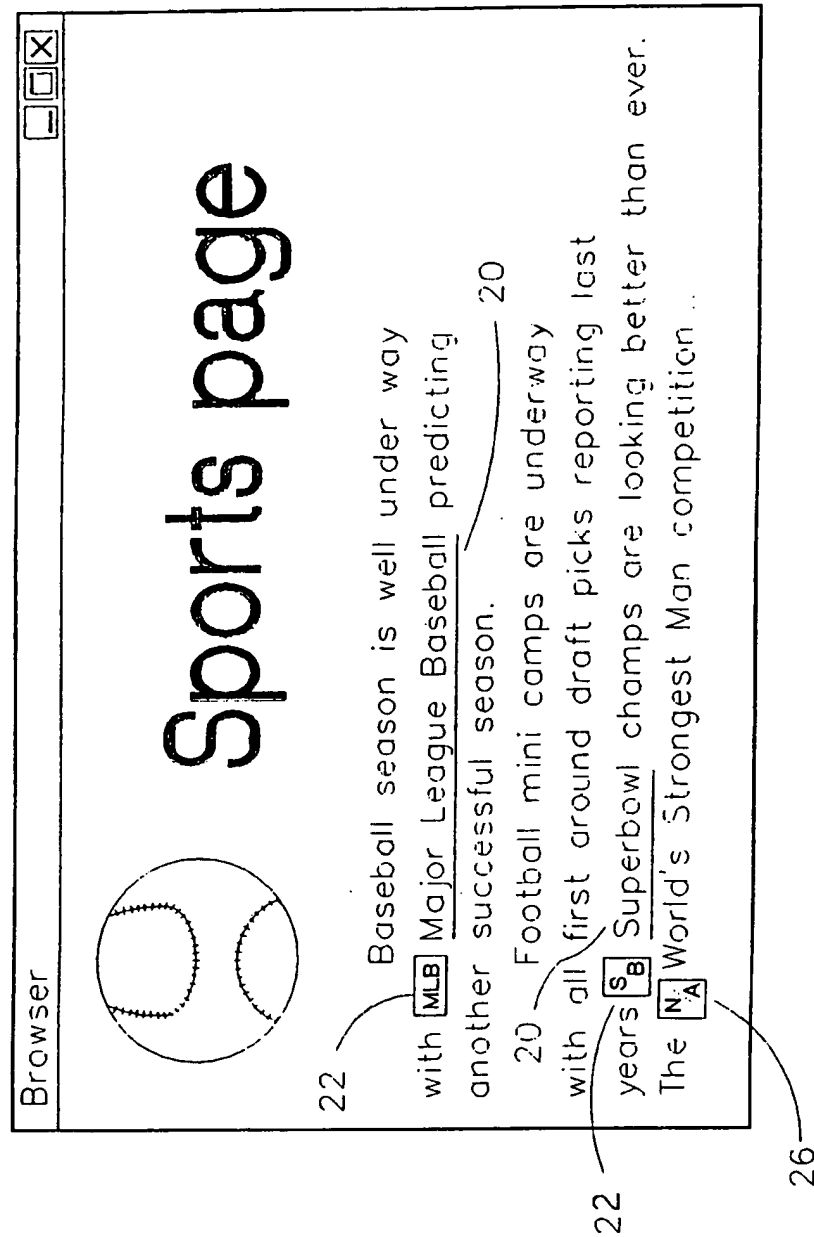 Browser
Sports page
22
Baseball season is well under way
with MLB Major League Baseball predicting
another successful season.
20
Football mini camps are underway
20
with all first around draft picks reporting last
years SB Superbowl champs are looking better than ever.
The NA World's Strongest Man competition...
22
26